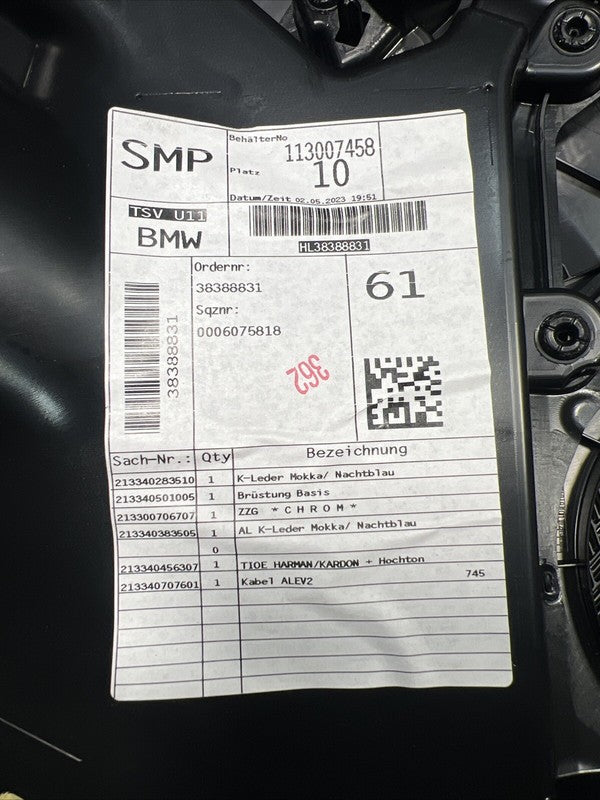 SMP
BehälterNo
113007458
Platz
10
Datum/Zeit 02.05.2023 19:51
TSV U11
BMW
HL38388831
Ordernr:
38388831
Sqznr:
0006075818
61
38388831
362
Sach-Nr.: Qty Bezeichnung
213340283510 1 K-Leder Mokka/ Nachtblau
213340501005 1 Brüstung Basis
213300706707 1 ZZG *CHROM*
213340383505 1 AL K-Leder Mokka/ Nachtblau
0
213340456307 1 TIOE HARMAN/KARDON + Hochton
213340707601 1 Kabel ALEV2 745